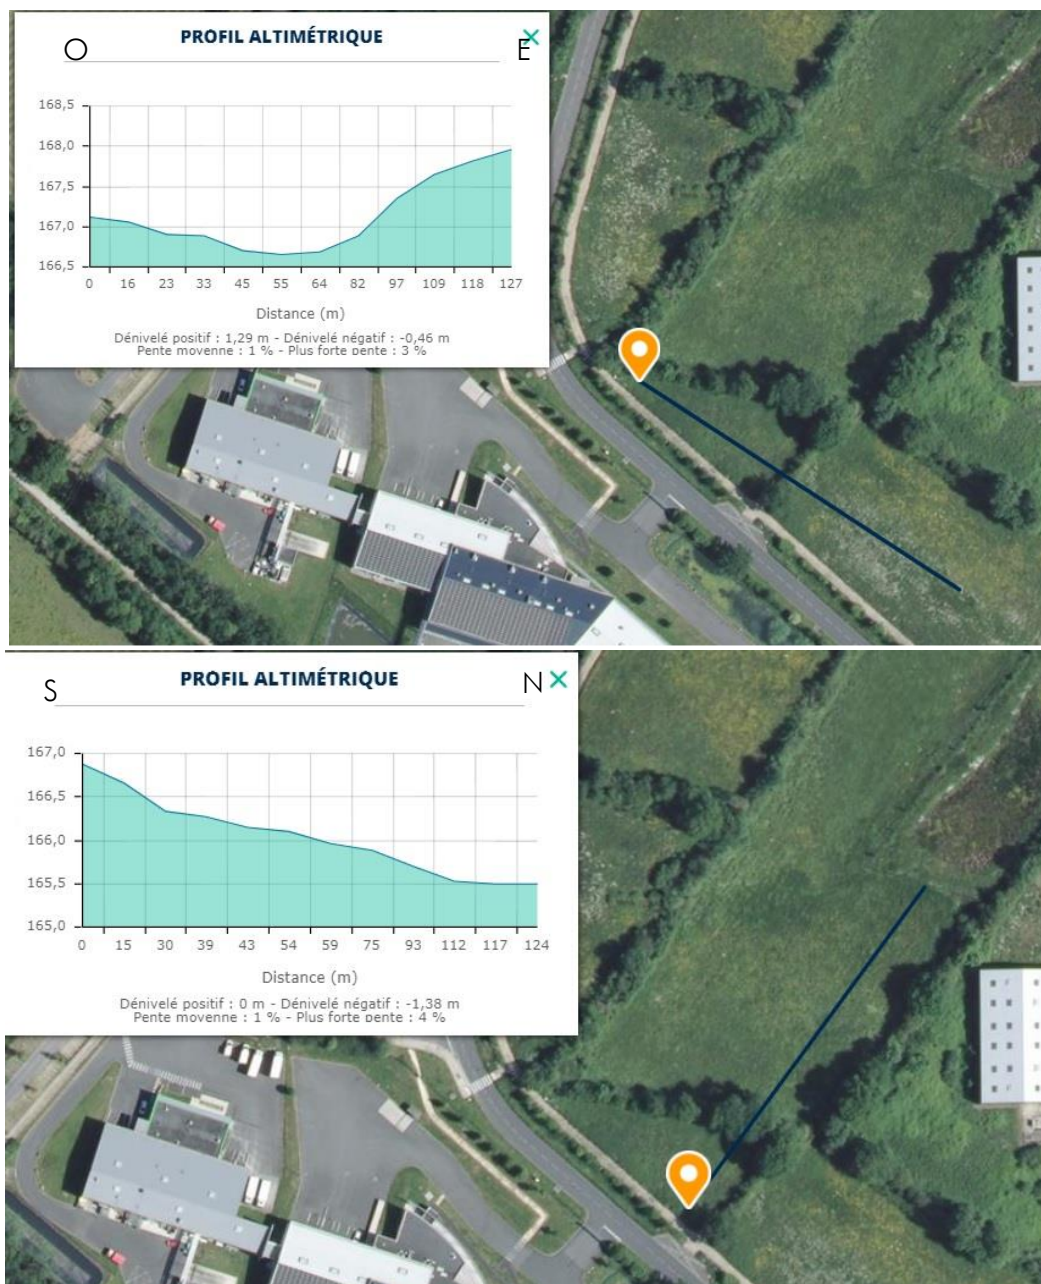 PROFIL ALTIMÉTRIQUE
O E
168,5
168,0
167,5
167,0
166,5
0 16 23 33 45 55 64 82 97 109 118 127
Distance (m)
Dénivelé positif : 1,29 m - Dénivelé négatif : -0,46 m
Pente moyenne : 1 % - Plus forte pente : 3 %
PROFIL ALTIMÉTRIQUE
S N
167,0
166,5
166,0
165,5
165,0
0 15 30 39 43 54 59 75 93 112 117 124
Distance (m)
Dénivelé positif : 0 m - Dénivelé négatif : -1,38 m
Pente moyenne : 1 % - Plus forte pente : 4 %